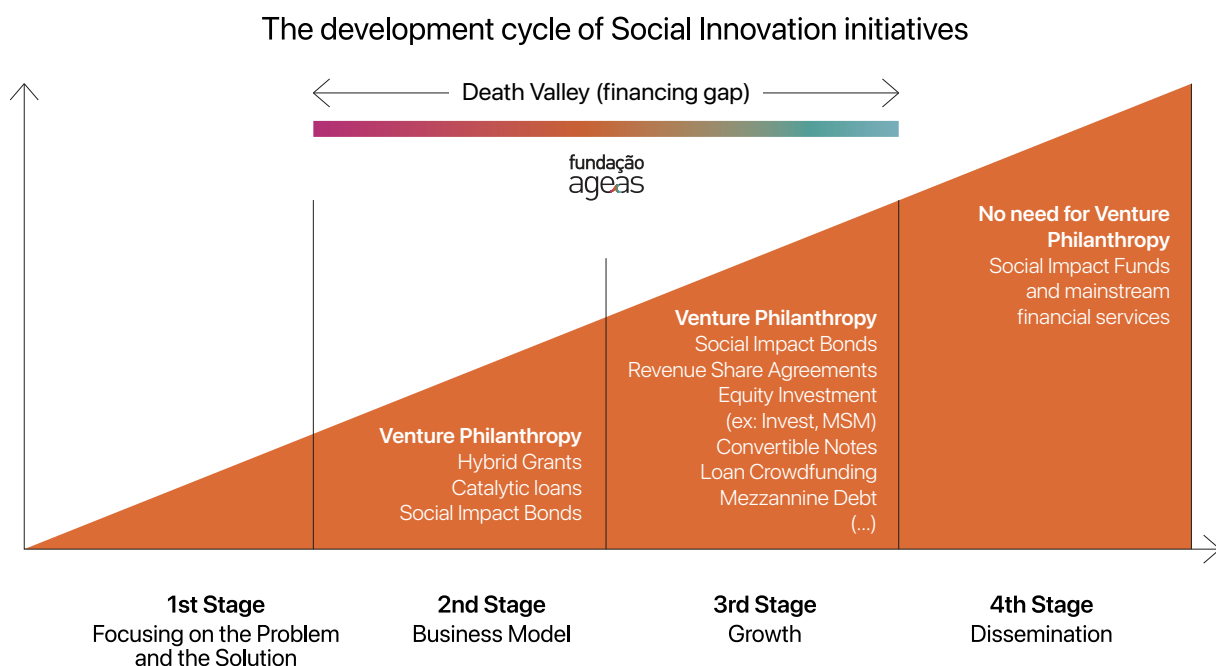 The development cycle of Social Innovation initiatives
Death Valley (financing gap)
fundação
ageas
No need for Venture
Philanthropy
Social Impact Funds
and mainstream
financial services
Venture Philanthropy
Social Impact Bonds
Revenue Share Agreements
Equity Investment
(ex: Invest, MSM)
Convertible Notes
Loan Crowdfunding
Mezzannine Debt
(...)
Venture Philanthropy
Hybrid Grants
Catalytic loans
Social Impact Bonds
1st Stage
Focusing on the Problem
and the Solution
2nd Stage
Business Model
3rd Stage
Growth
4th Stage
Dissemination